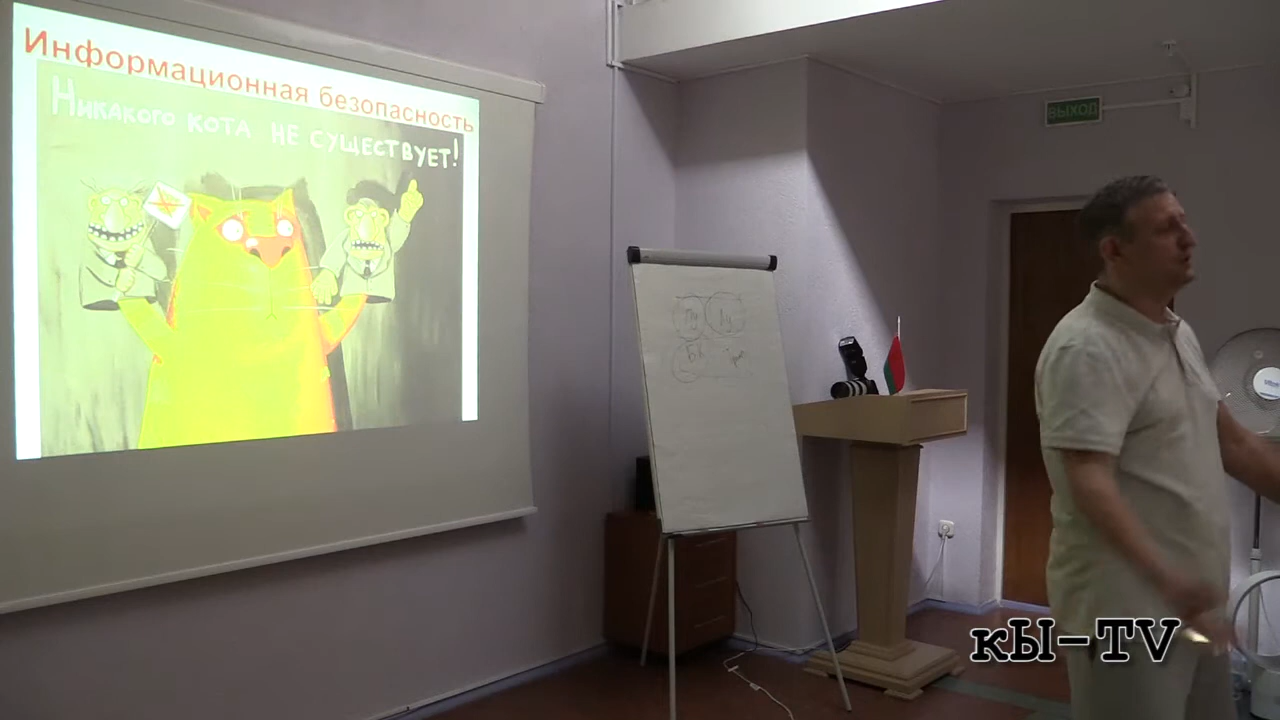 Информационная безопасность
Никакого кота не существует!
ВЫХОД
кЫ-TV